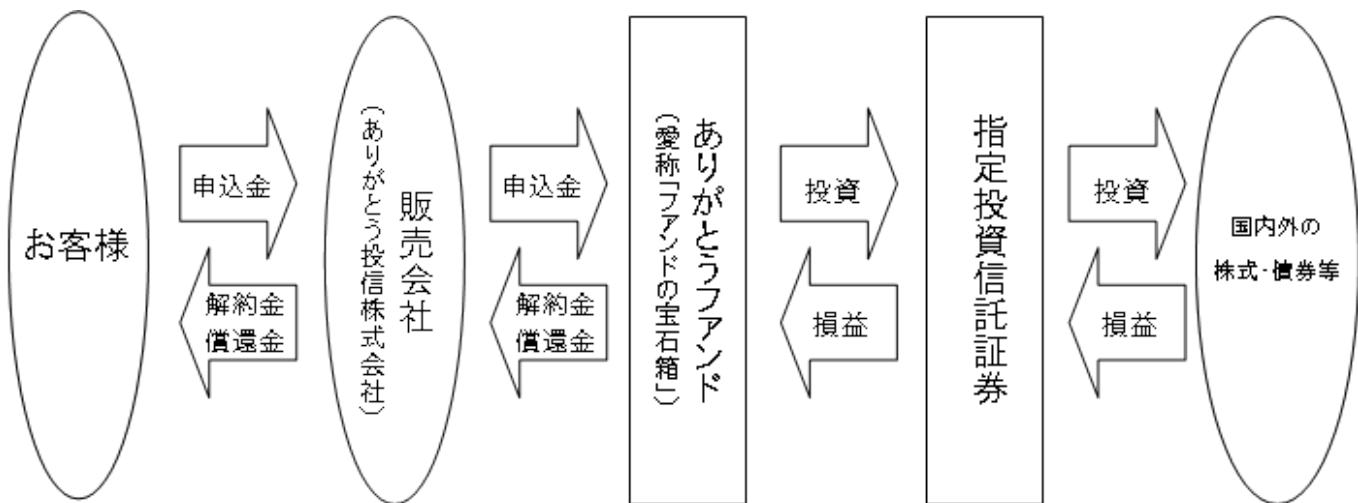 お客様
申込金
解約金
償還金
販売会社
(ありがとう投信株式会社)
申込金
解約金
償還金
ありがとうファンド
(愛称「ファンドの宝石箱」)
投資
損益
指定投資信託証券
投資
損益
国内外の
株式・債券等